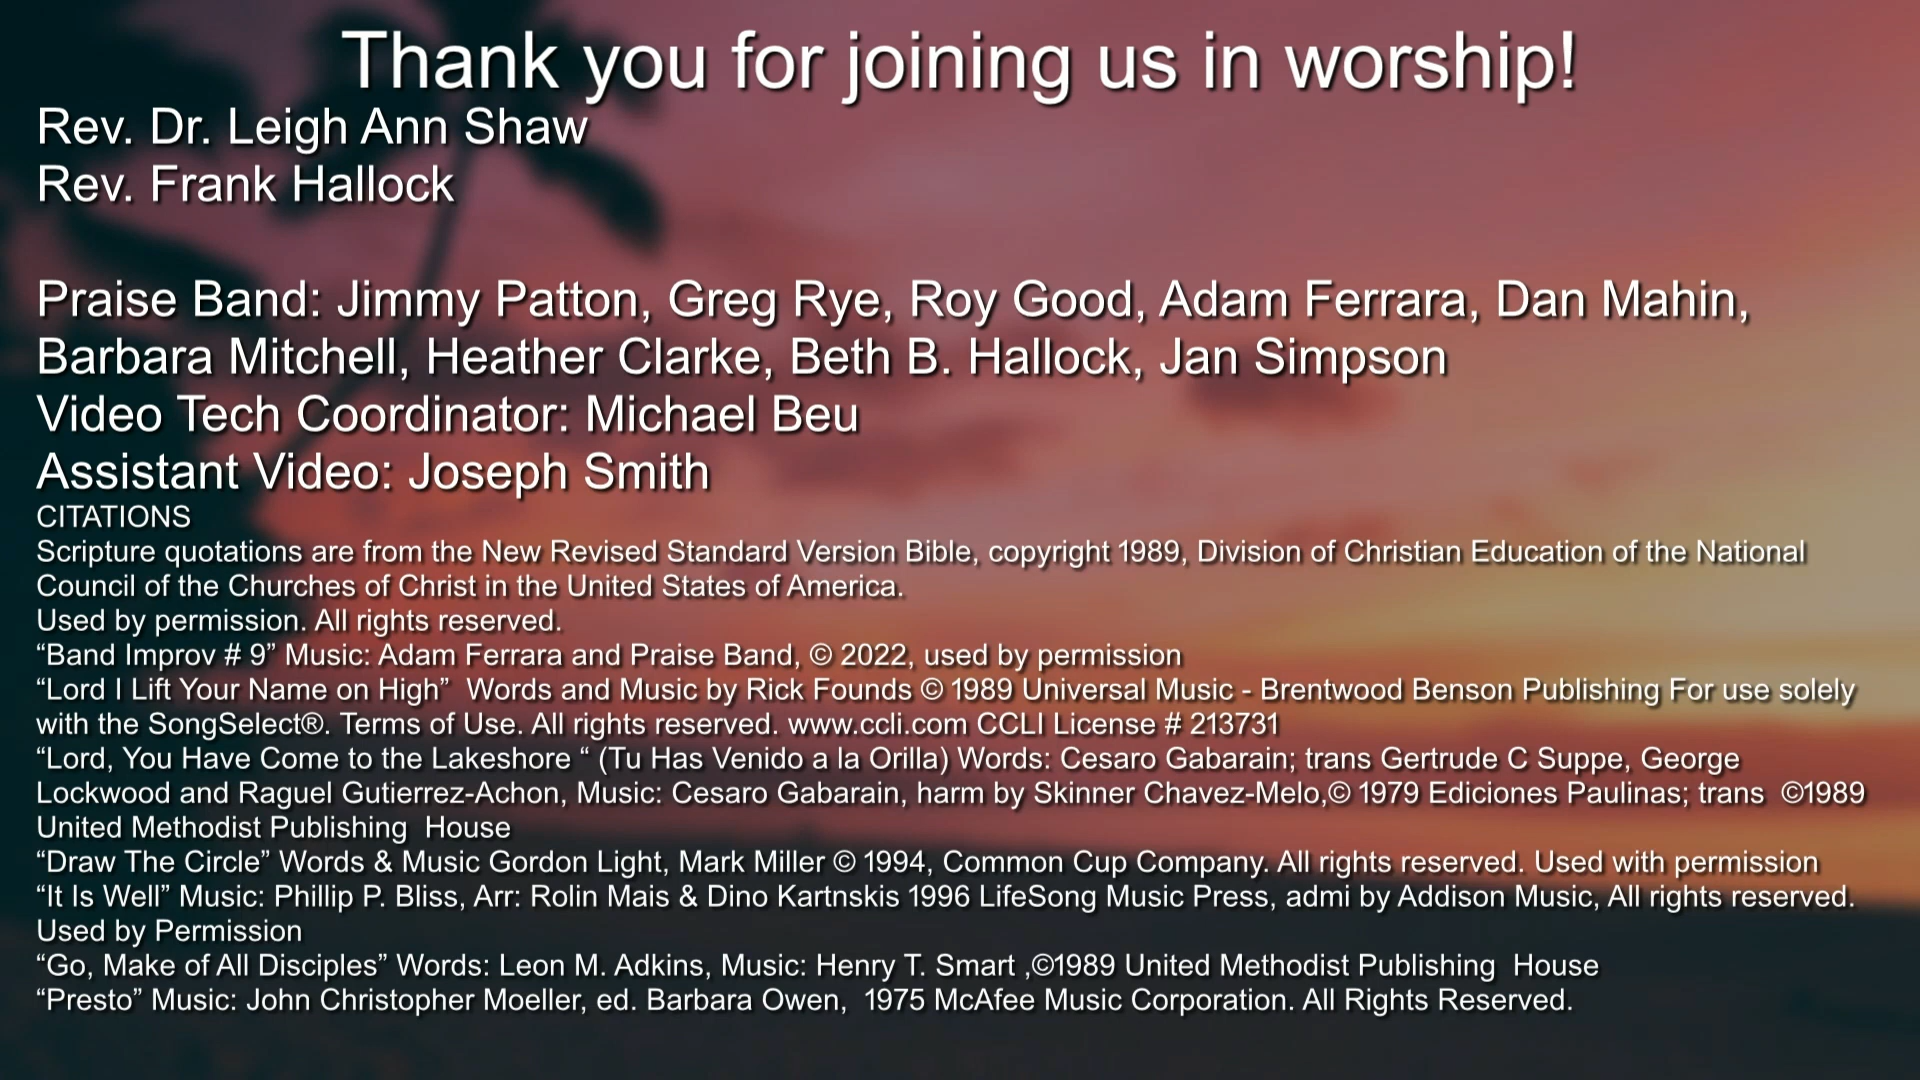 Thank you for joining us in worship!
Rev. Dr. Leigh Ann Shaw
Rev. Frank Hallock
Praise Band: Jimmy Patton, Greg Rye, Roy Good, Adam Ferrara, Dan Mahin,
Barbara Mitchell, Heather Clarke, Beth B. Hallock, Jan Simpson
Video Tech Coordinator: Michael Beu
Assistant Video: Joseph Smith
CITATIONS
Scripture quotations are from the New Revised Standard Version Bible, copyright 1989, Division of Christian Education of the National
Council of the Churches of Christ in the United States of America.
Used by permission. All rights reserved.
“Band Improv # 9” Music: Adam Ferrara and Praise Band, © 2022, used by permission
“Lord I Lift Your Name on High”  Words and Music by Rick Founds © 1989 Universal Music - Brentwood Benson Publishing For use solely
with the SongSelect®. Terms of Use. All rights reserved. www.ccli.com CCLI License # 213731
“Lord, You Have Come to the Lakeshore “ (Tu Has Venido a la Orilla) Words: Cesaro Gabarain; trans Gertrude C Suppe, George
Lockwood and Raguel Gutierrez-Achon, Music: Cesaro Gabarain, harm by Skinner Chavez-Melo,© 1979 Ediciones Paulinas; trans  ©1989
United Methodist Publishing  House
“Draw The Circle” Words & Music Gordon Light, Mark Miller © 1994, Common Cup Company. All rights reserved. Used with permission
“It Is Well” Music: Phillip P. Bliss, Arr: Rolin Mais & Dino Kartnskis 1996 LifeSong Music Press, admi by Addison Music, All rights reserved.
Used by Permission
“Go, Make of All Disciples” Words: Leon M. Adkins, Music: Henry T. Smart ,©1989 United Methodist Publishing  House
“Presto” Music: John Christopher Moeller, ed. Barbara Owen,  1975 McAfee Music Corporation. All Rights Reserved.